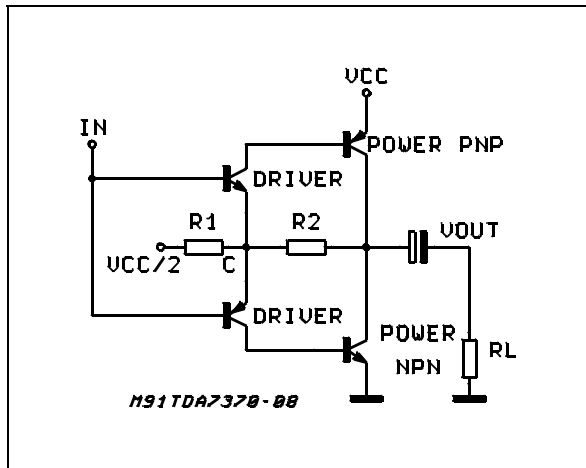 VCC
IN
POWER PNP
DRIVER
R1
R2
VOUT
VCC/2
C
DRIVER
POWER
NPN
RL
M91TDA7370-08